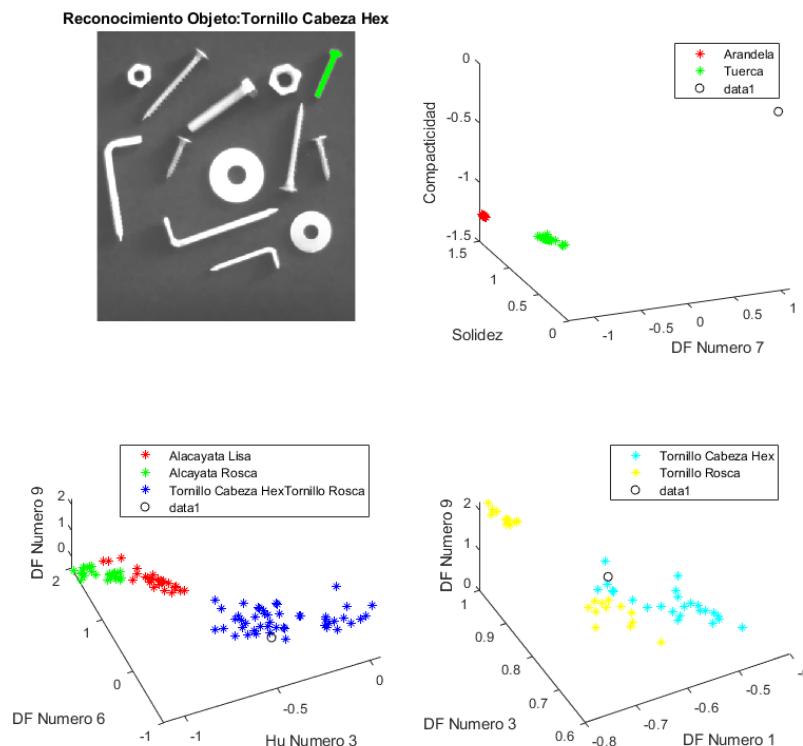 Reconocimiento Objeto:Tornillo Cabeza Hex
Arandela
Tuerca
data1
0
-0.5
-1
-1.5
Compacticidad
1.5
1
0.5
0
Solidez
-1
-0.5
0
0.5
1
DF Numero 7
Alacayata Lisa
Alcayata Rosca
Tornillo Cabeza HexTornillo Rosca
data1
2
1
0
DF Numero 9
2
1
0
-1
DF Numero 6
-1
-0.5
0
Hu Numero 3
Tornillo Cabeza Hex
Tornillo Rosca
data1
2
1
0
DF Numero 9
1
0.9
0.8
0.7
0.6
DF Numero 3
-0.8
-0.7
-0.6
-0.5
DF Numero 1